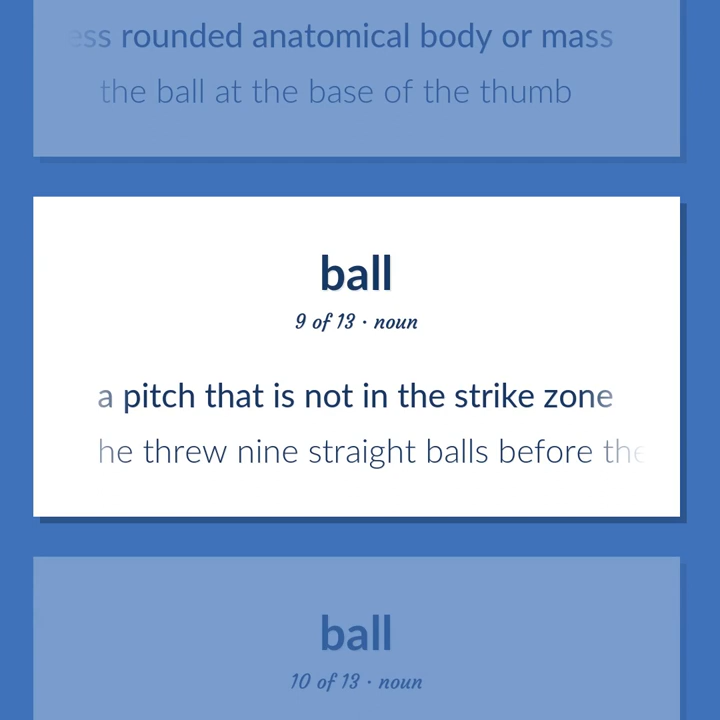 rounded anatomical body or mass
the ball at the base of the thumb
ball
9 of 13 · noun
a pitch that is not in the strike zone
he threw nine straight balls before the
ball
10 of 13 · noun